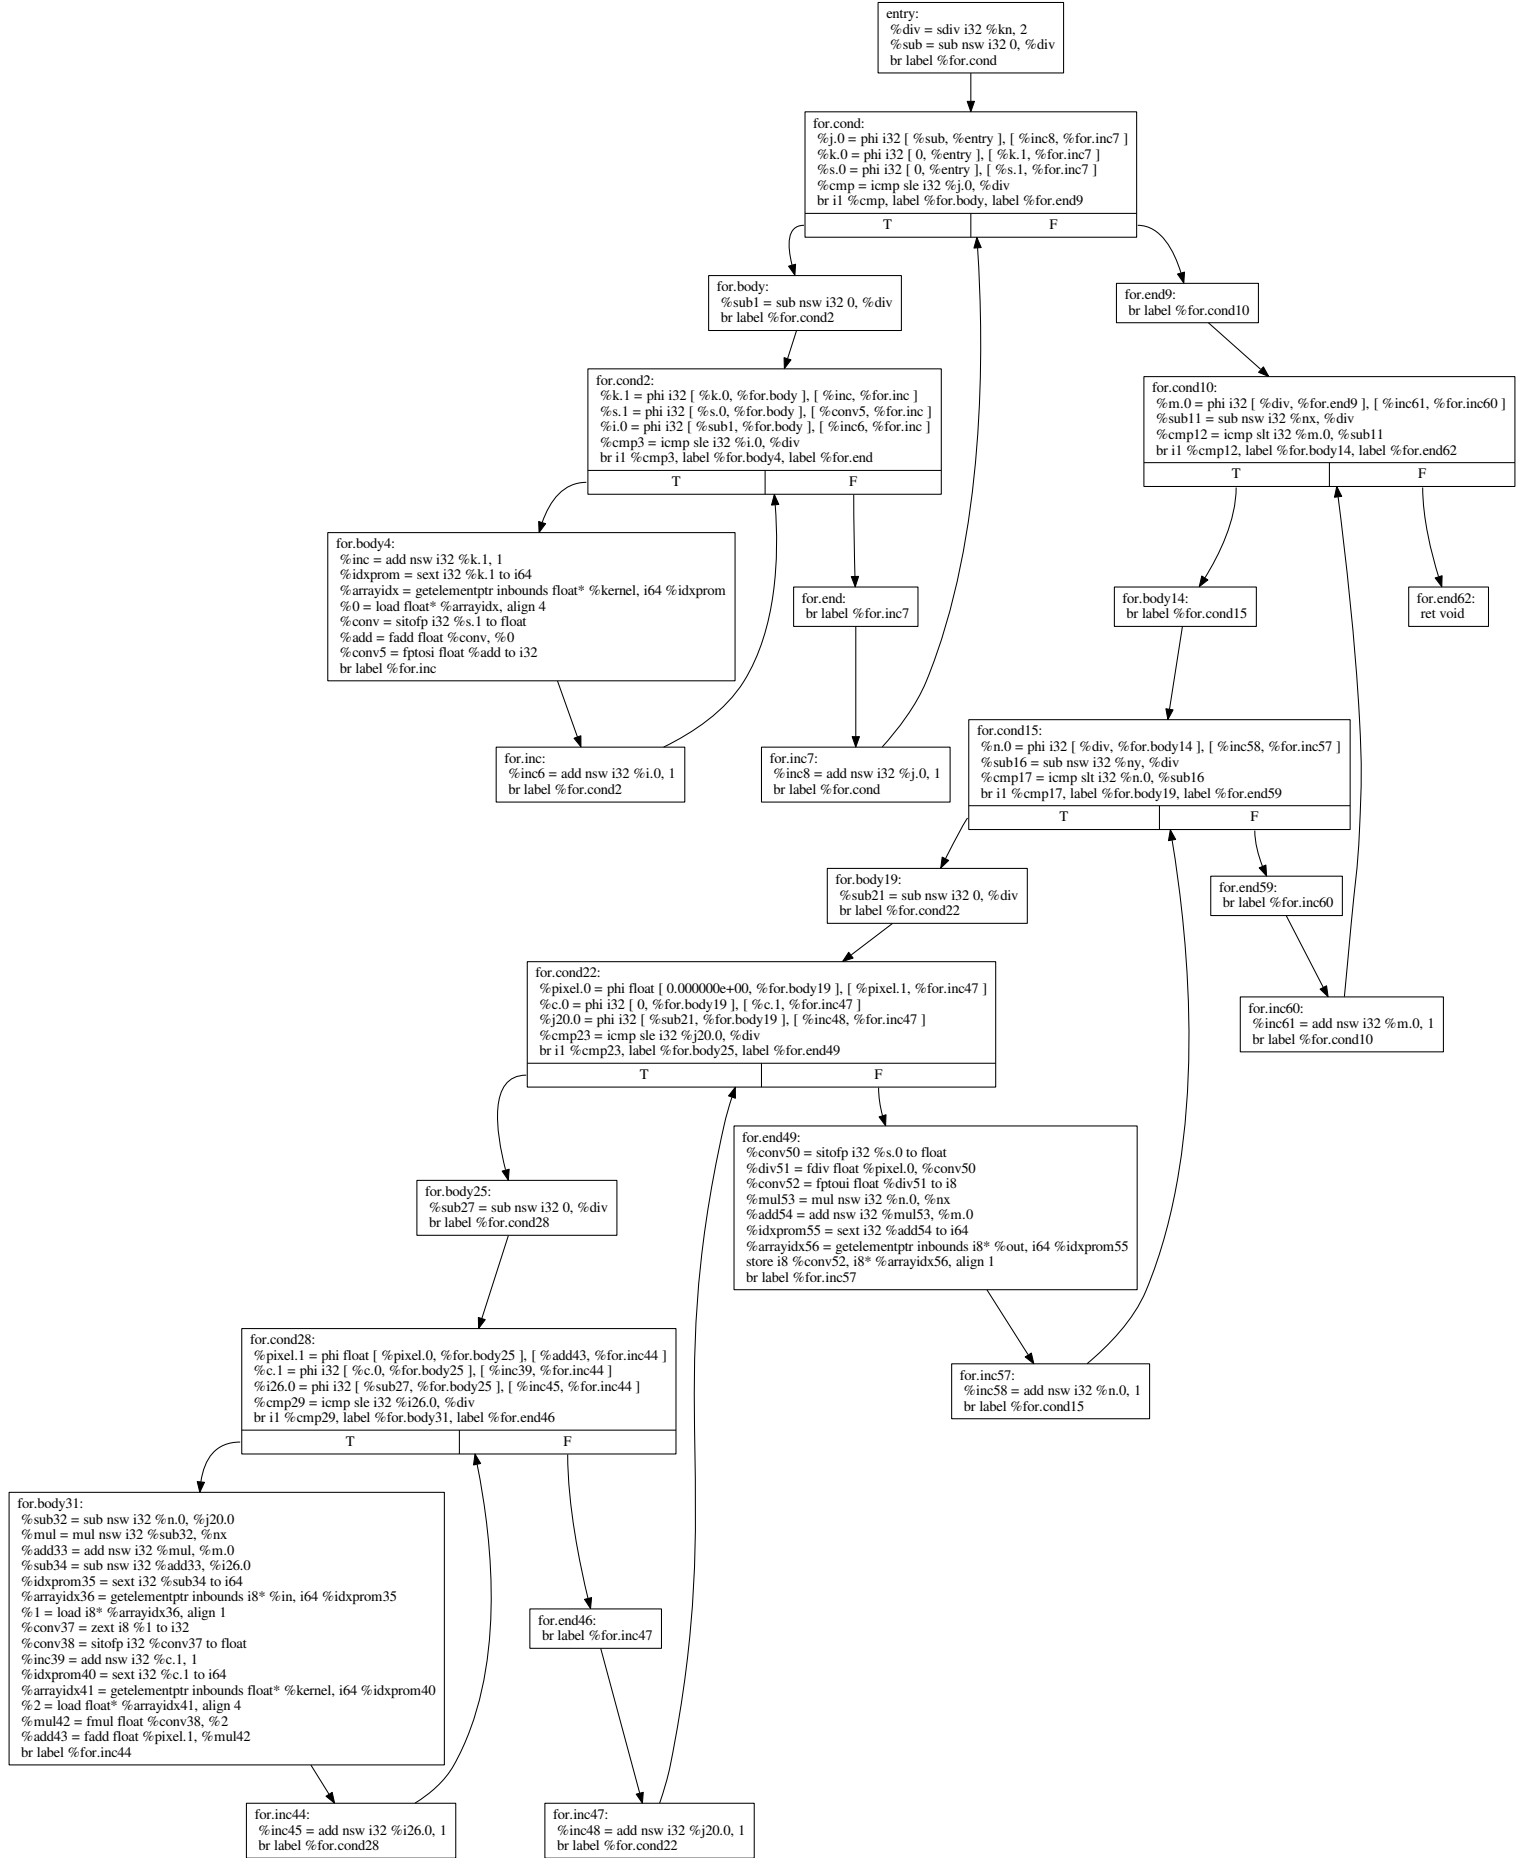 entry:
%div = sdiv i32 %kn, 2
%sub = sub nsw i32 0, %div
br label %for.cond
for.cond:
%j.0 = phi i32 [ %sub, %entry ], [ %inc8, %for.inc7 ]
%k.0 = phi i32 [ 0, %entry ], [ %k.1, %for.inc7 ]
%s.0 = phi i32 [ 0, %entry ], [ %s.1, %for.inc7 ]
%cmp = icmp sle i32 %j.0, %div
br i1 %cmp, label %for.body, label %for.end9
T
F
for.body:
%sub1 = sub nsw i32 0, %div
br label %for.cond2
for.end9:
br label %for.cond10
for.cond2:
%k.1 = phi i32 [ %k.0, %for.body ], [ %inc, %for.inc ]
%s.1 = phi i32 [ %s.0, %for.body ], [ %conv5, %for.inc ]
%i.0 = phi i32 [ %sub1, %for.body ], [ %inc6, %for.inc ]
%cmp3 = icmp sle i32 %i.0, %div
br i1 %cmp3, label %for.body4, label %for.end
T
F
for.cond10:
%m.0 = phi i32 [ %div, %for.end9 ], [ %inc61, %for.inc60 ]
%sub11 = sub nsw i32 %nx, %div
%cmp12 = icmp slt i32 %m.0, %sub11
br i1 %cmp12, label %for.body14, label %for.end62
T
F
for.body4:
%inc = add nsw i32 %k.1, 1
%idxprom = sext i32 %k.1 to i64
%arrayidx = getelementptr inbounds float* %kernel, i64 %idxprom
%0 = load float* %arrayidx, align 4
%conv = sitofp i32 %s.1 to float
%add = fadd float %conv, %0
%conv5 = fptosi float %add to i32
br label %for.inc
for.end:
br label %for.inc7
for.body14:
br label %for.cond15
for.end62:
ret void
for.inc:
%inc6 = add nsw i32 %i.0, 1
br label %for.cond2
for.inc7:
%inc8 = add nsw i32 %j.0, 1
br label %for.cond
for.cond15:
%n.0 = phi i32 [ %div, %for.body14 ], [ %inc58, %for.inc57 ]
%sub16 = sub nsw i32 %ny, %div
%cmp17 = icmp slt i32 %n.0, %sub16
br i1 %cmp17, label %for.body19, label %for.end59
T
F
for.body19:
%sub21 = sub nsw i32 0, %div
br label %for.cond22
for.end59:
br label %for.inc60
for.cond22:
%pixel.0 = phi float [ 0.000000e+00, %for.body19 ], [ %pixel.1, %for.inc47 ]
%c.0 = phi i32 [ 0, %for.body19 ], [ %c.1, %for.inc47 ]
%j20.0 = phi i32 [ %sub21, %for.body19 ], [ %inc48, %for.inc47 ]
%cmp23 = icmp sle i32 %j20.0, %div
br i1 %cmp23, label %for.body25, label %for.end49
T
F
for.inc60:
%inc61 = add nsw i32 %m.0, 1
br label %for.cond10
for.body25:
%sub27 = sub nsw i32 0, %div
br label %for.cond28
for.end49:
%conv50 = sitofp i32 %s.0 to float
%div51 = fdiv float %pixel.0, %conv50
%conv52 = fptoui float %div51 to i8
%mul53 = mul nsw i32 %n.0, %nx
%add54 = add nsw i32 %mul53, %m.0
%idxprom55 = sext i32 %add54 to i64
%arrayidx56 = getelementptr inbounds i8* %out, i64 %idxprom55
store i8 %conv52, i8* %arrayidx56, align 1
br label %for.inc57
for.cond28:
%pixel.1 = phi float [ %pixel.0, %for.body25 ], [ %add43, %for.inc44 ]
%c.1 = phi i32 [ %c.0, %for.body25 ], [ %inc39, %for.inc44 ]
%i26.0 = phi i32 [ %sub27, %for.body25 ], [ %inc45, %for.inc44 ]
%cmp29 = icmp sle i32 %i26.0, %div
br i1 %cmp29, label %for.body31, label %for.end46
T
F
for.inc57:
%inc58 = add nsw i32 %n.0, 1
br label %for.cond15
for.body31:
%sub32 = sub nsw i32 %n.0, %j20.0
%mul = mul nsw i32 %sub32, %nx
%add33 = add nsw i32 %mul, %m.0
%sub34 = sub nsw i32 %add33, %i26.0
%idxprom35 = sext i32 %sub34 to i64
%arrayidx36 = getelementptr inbounds i8* %in, i64 %idxprom35
%1 = load i8* %arrayidx36, align 1
%conv37 = zext i8 %1 to i32
%conv38 = sitofp i32 %conv37 to float
%inc39 = add nsw i32 %c.1, 1
%idxprom40 = sext i32 %c.1 to i64
%arrayidx41 = getelementptr inbounds float* %kernel, i64 %idxprom40
%2 = load float* %arrayidx41, align 4
%mul42 = fmul float %conv38, %2
%add43 = fadd float %pixel.1, %mul42
br label %for.inc44
for.end46:
br label %for.inc47
for.inc44:
%inc45 = add nsw i32 %i26.0, 1
br label %for.cond28
for.inc47:
%inc48 = add nsw i32 %j20.0, 1
br label %for.cond22